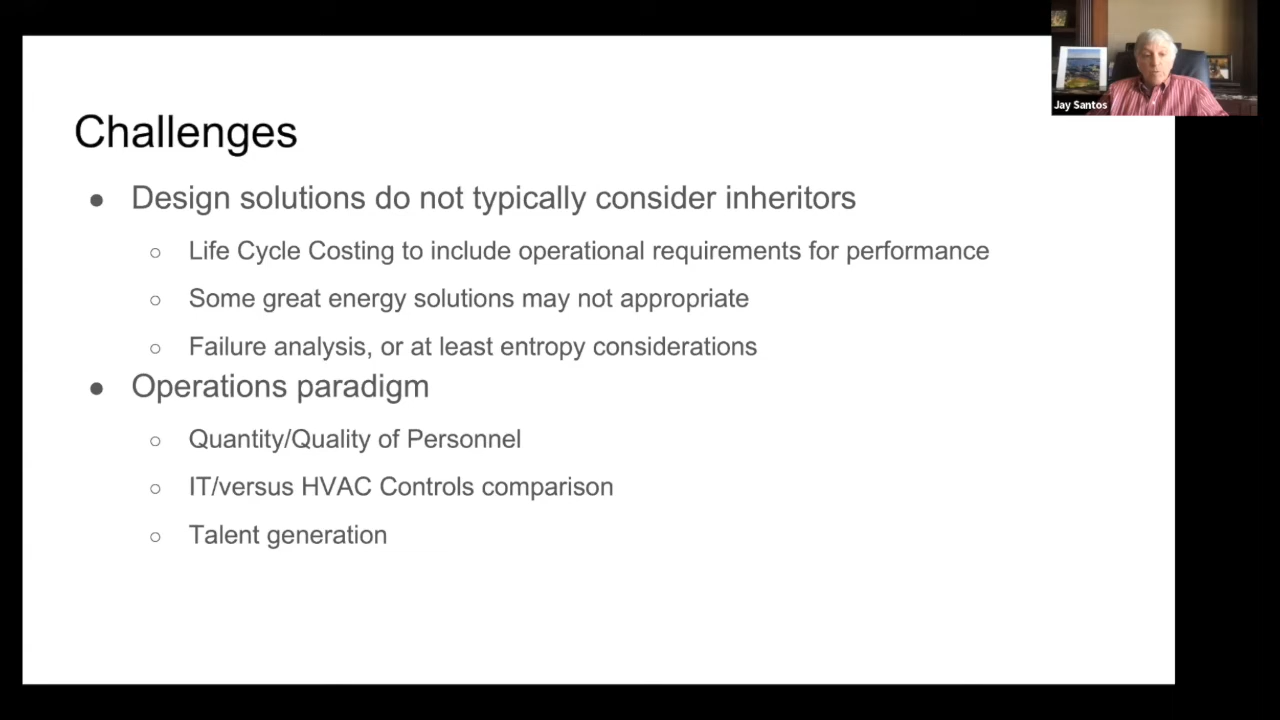 Jay Santos
Challenges
● Design solutions do not typically consider inheritors
○ Life Cycle Costing to include operational requirements for performance
○ Some great energy solutions may not appropriate
○ Failure analysis, or at least entropy considerations
● Operations paradigm
○ Quantity/Quality of Personnel
○ IT/versus HVAC Controls comparison
○ Talent generation